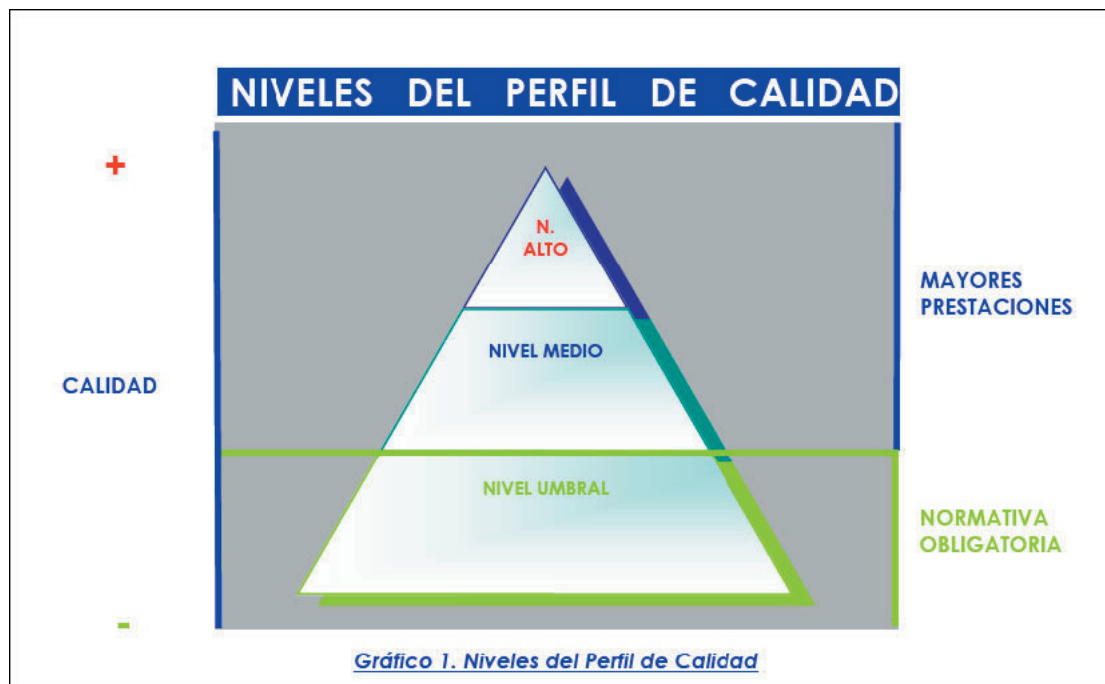 NIVELES DEL PERFIL DE CALIDAD
+
N.
ALTO
MAYORES
PRESTACIONES
NIVEL MEDIO
CALIDAD
NIVEL UMBRAL
NORMATIVA
OBLIGATORIA
-
Gráfico 1. Niveles del Perfil de Calidad